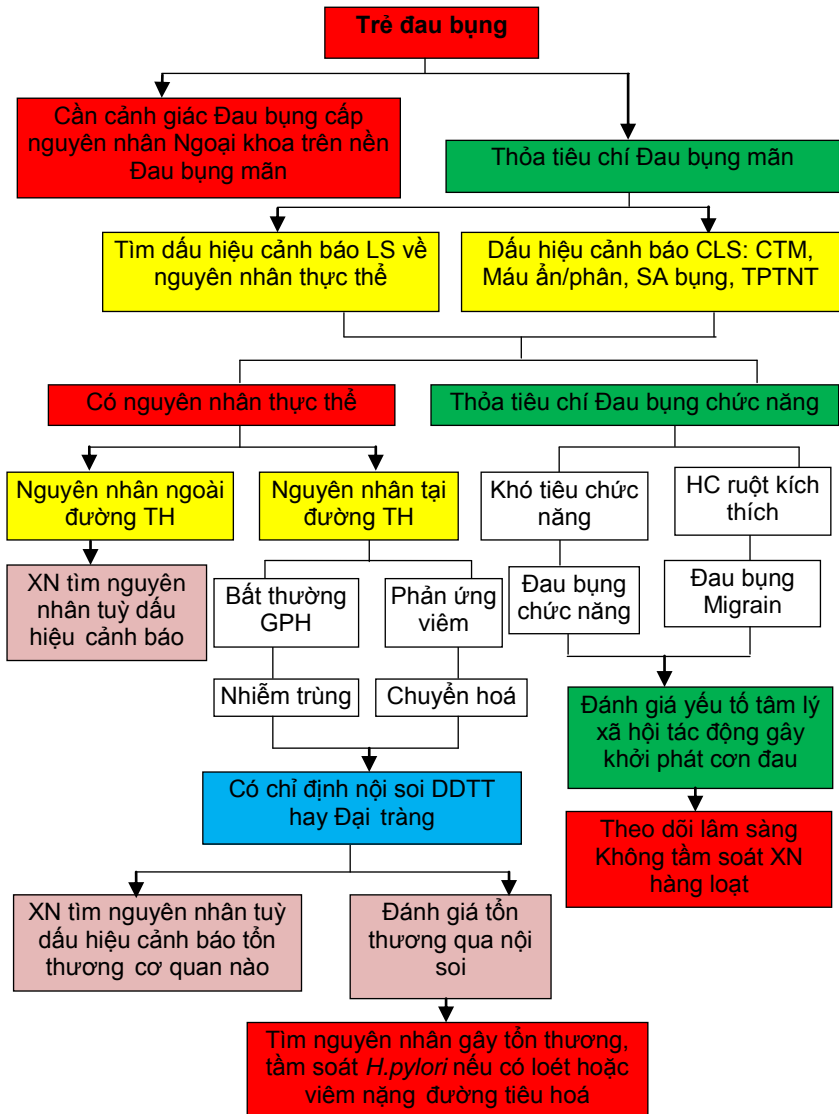 Trẻ đau bụng
Cần cảnh giác Đau bụng cấp
nguyên nhân Ngoại khoa trên nền
Đau bụng mãn
Thỏa tiêu chí Đau bụng mãn
Tìm dấu hiệu cảnh báo LS về
nguyên nhân thực thể
Dấu hiệu cảnh báo CLS: CTM,
Máu ẩn/phân, SA bụng, TPTNT
Có nguyên nhân thực thể
Thỏa tiêu chí Đau bụng chức năng
Nguyên nhân ngoài
đường TH
Nguyên nhân tại
đường TH
Khó tiêu chức
năng
HC ruột kích
thích
XN tìm nguyên
nhân tuỳ dấu
hiệu cảnh báo
Bất thường
GPH
Phản ứng
viêm
Đau bụng
chức năng
Đau bụng
Migrain
Nhiễm trùng
Chuyển hoá
Đánh giá yếu tố tâm lý
xã hội tác động gây
khởi phát cơn đau
Có chỉ định nội soi DDTT
hay Đại tràng
Theo dõi lâm sàng
Không tầm soát XN
hàng loạt
XN tìm nguyên nhân tuỳ
dấu hiệu cảnh báo tổn
thương cơ quan nào
Đánh giá tổn
thương qua nội
soi
Tìm nguyên nhân gây tổn thương,
tầm soát H.pylori nếu có loét hoặc
viêm nặng đường tiêu hoá